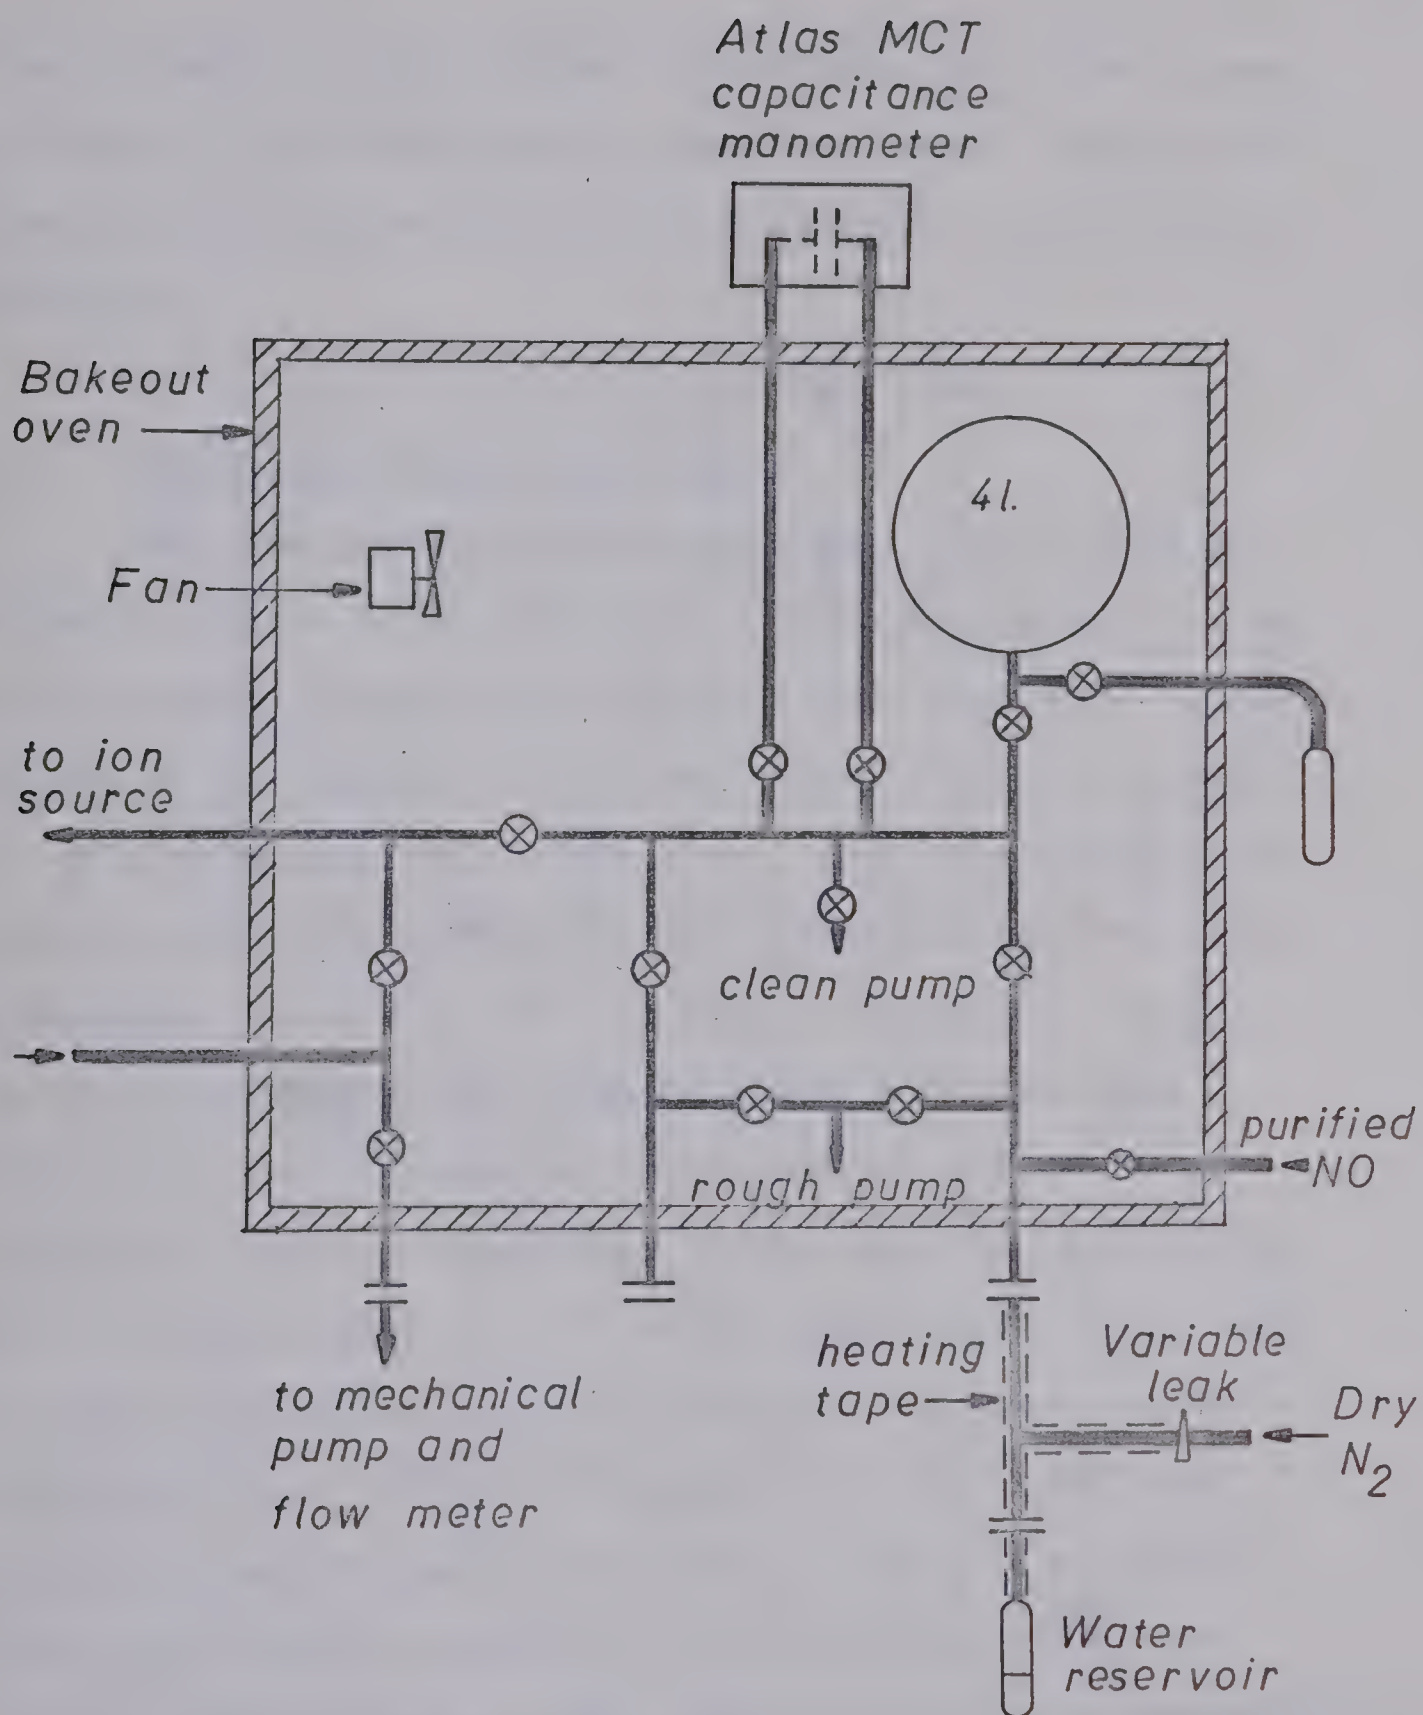 Atlas MCT
capacitance
manometer
Bakeout
oven
4 l.
Fan
to ion
source
clean pump
purified
NO
rough pump
heating
tape
Variable
leak
Dry
N₂
to mechanical
pump and
flow meter
Water
reservoir